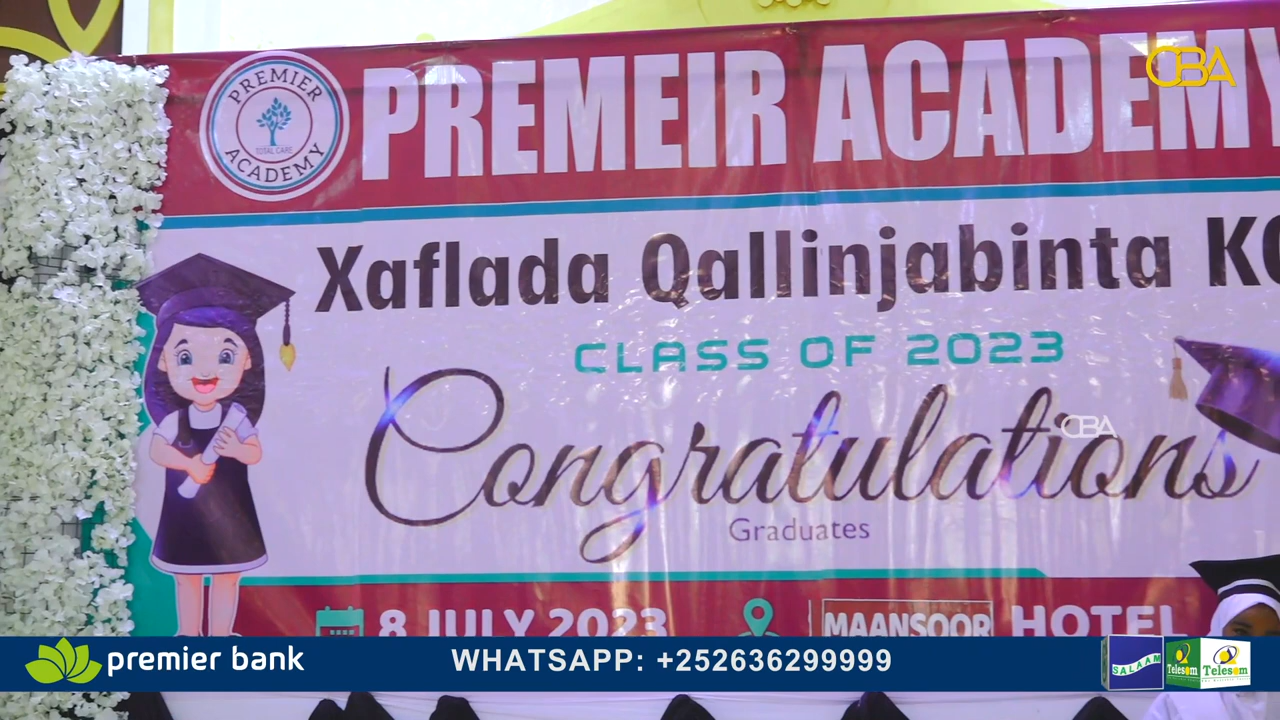 PREMEIR ACADEMY
CBA
PREMIER ACADEMY
TOTAL CARE
Xaflada Qallinjabinta
CLASS OF 2023
Congratulations
CBA
Graduates
8 JULY 2023
MAANSOOR HOTEL
premier bank
WHATSAPP: +252636299999
SALAAM
Telesom
Telesom